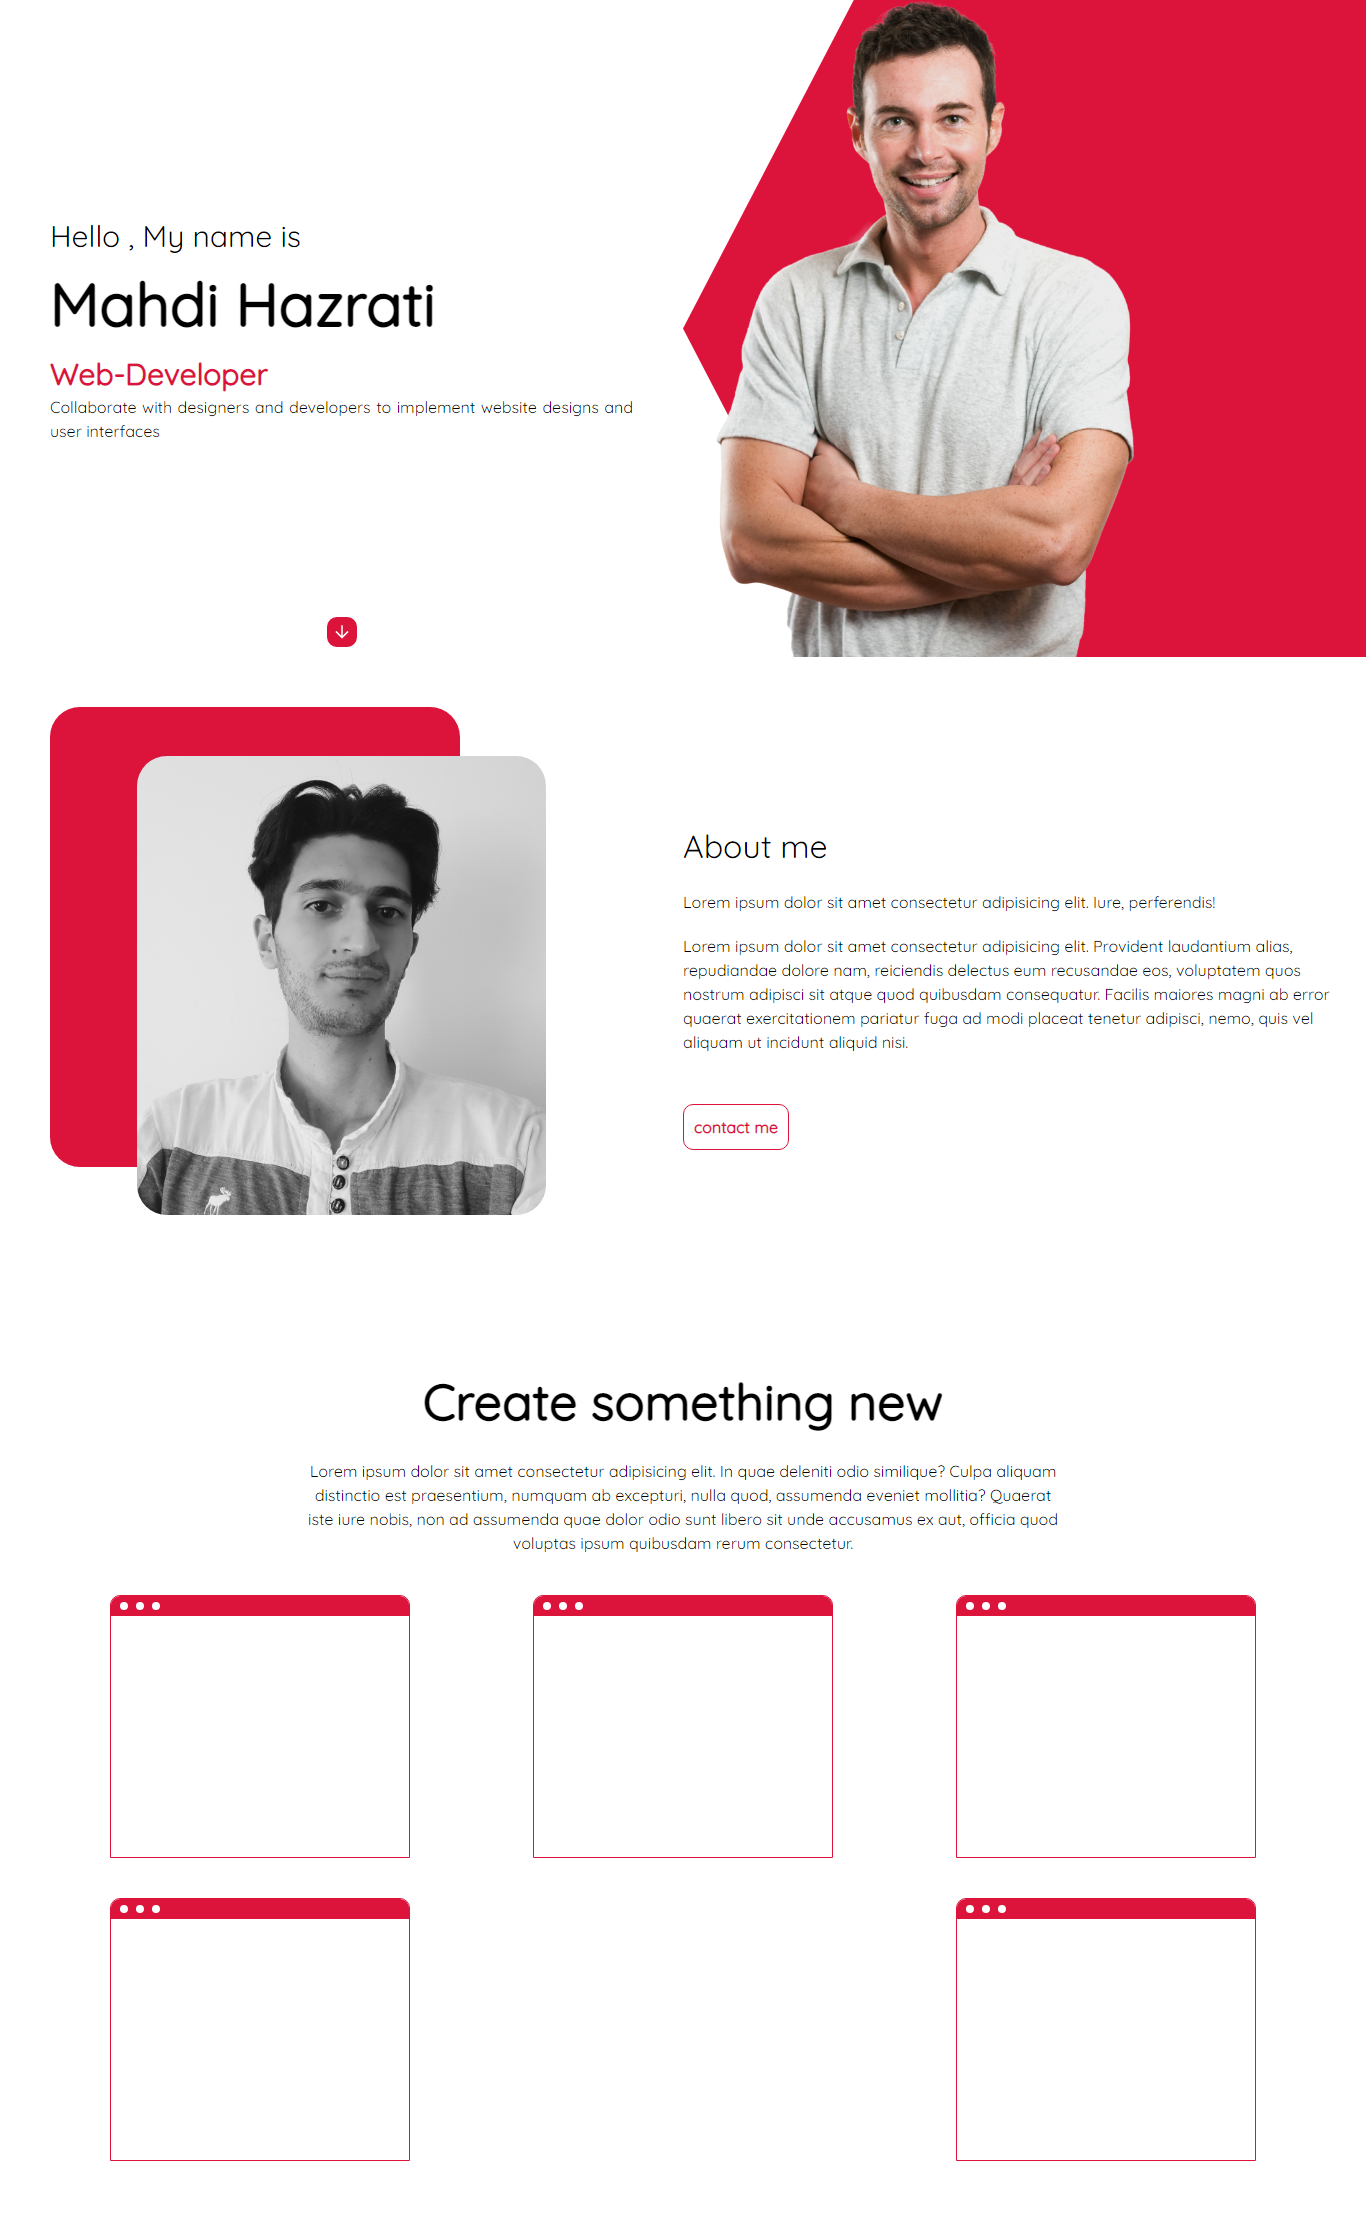 Hello , My name is
Mahdi Hazrati
Web-Developer
Collaborate with designers and developers to implement website designs and
user interfaces
About me
Lorem ipsum dolor sit amet consectetur adipisicing elit. Iure, perferendis!
Lorem ipsum dolor sit amet consectetur adipisicing elit. Provident laudantium alias,
repudiandae dolore nam, reiciendis delectus eum recusandae eos, voluptatem quos
nostrum adipisci sit atque quod quibusdam consequatur. Facilis maiores magni ab error
quaerat exercitationem pariatur fuga ad modi placeat tenetur adipisci, nemo, quis vel
aliquam ut incidunt aliquid nisi.
contact me
Create something new
Lorem ipsum dolor sit amet consectetur adipisicing elit. In quae deleniti odio similique? Culpa aliquam
distinctio est praesentium, numquam ab excepturi, nulla quod, assumenda eveniet mollitia? Quaerat
iste iure nobis, non ad assumenda quae dolor odio sunt libero sit unde accusamus ex aut, officia quod
voluptas ipsum quibusdam rerum consectetur.